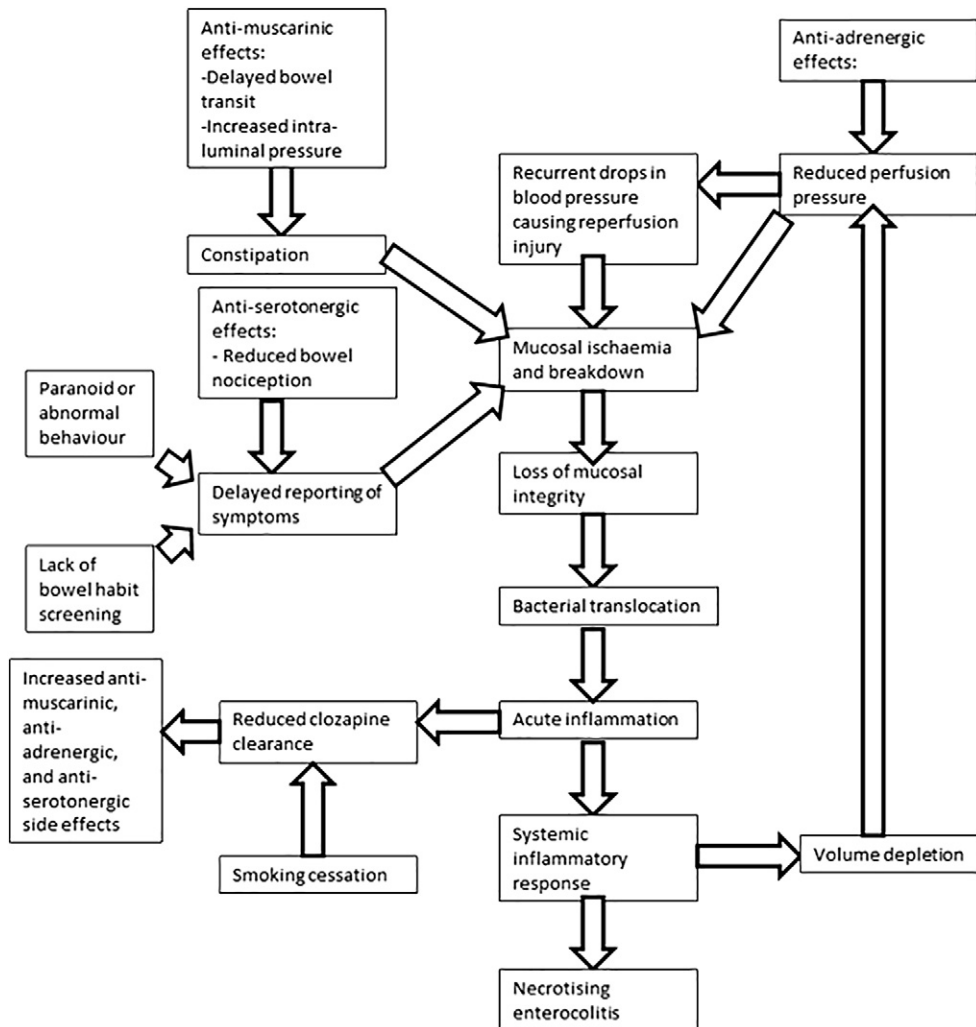 Anti-muscarinic
effects:
-Delayed bowel
transit
-Increased intra-
luminal pressure
Anti-adrenergic
effects:
Recurrent drops in
blood pressure
causing reperfusion
injury
Reduced perfusion
pressure
Constipation
Anti-serotonergic
effects:
- Reduced bowel
nociception
Mucosal ischaemia
and breakdown
Paranoid or
abnormal
behaviour
Delayed reporting of
symptoms
Loss of mucosal
integrity
Lack of
bowel habit
screening
Bacterial translocation
Increased anti-
muscarinic,
anti-
adrenergic,
and anti-
serotonergic
side effects
Reduced clozapine
clearance
Acute inflammation
Smoking cessation
Systemic
inflammatory
response
Volume depletion
Necrotising
enterocolitis